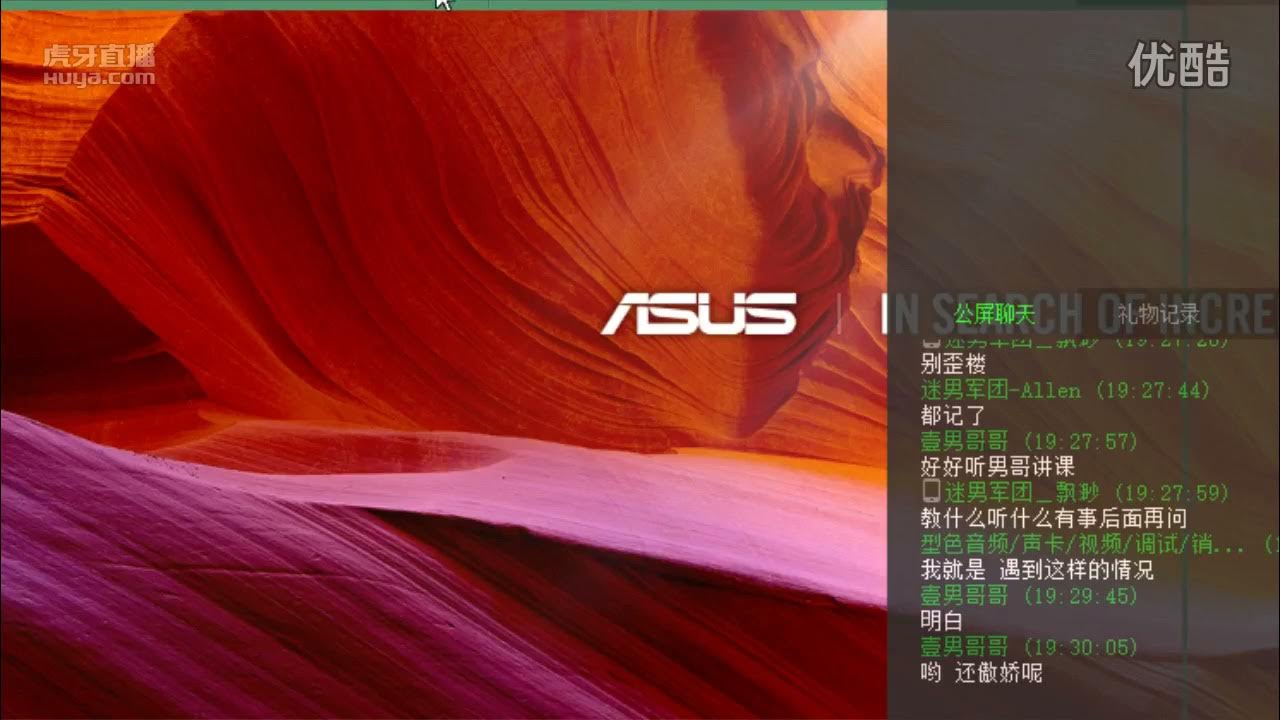 虎牙直播
Huya.com
优酷
ASUS
IN SEARCH OF INCRE
公屏聊天
礼物记录
别歪楼
迷男军团-Allen (19:27:44)
都记了
壹男哥哥 (19:27:57)
好好听男哥讲课
迷男军团_飘眇 (19:27:59)
教什么听什么有事后面再问
型色音频/声卡/视频/调试/销...
我就是 遇到这样的情况
壹男哥哥 (19:29:45)
明白
壹男哥哥 (19:30:05)
哟 还傲娇呢